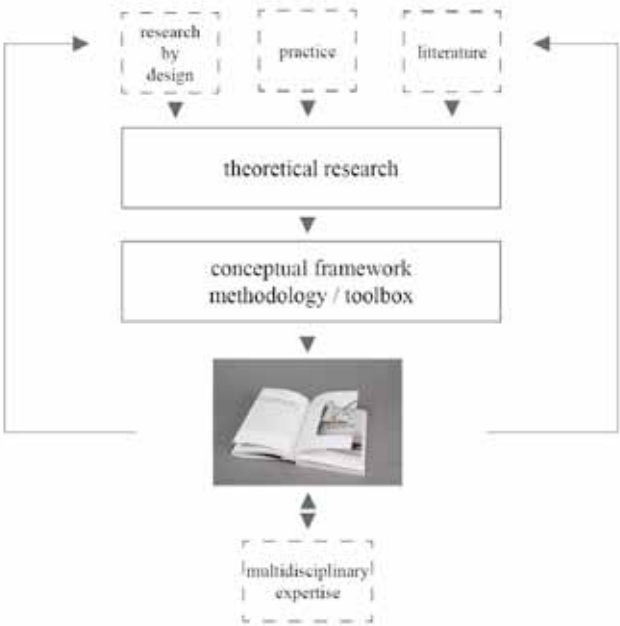 research
by
design
practice
litterature
theoretical research
conceptual framework
methodology / toolbox
multidisciplinary
expertise